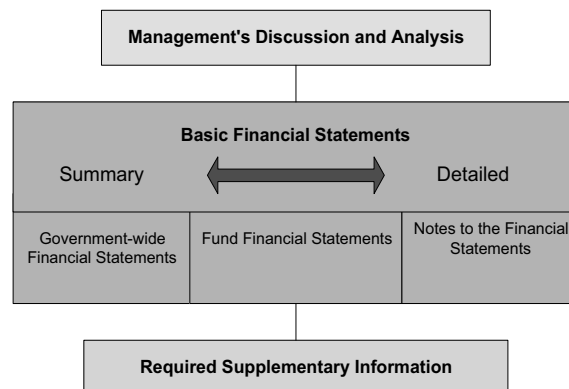 Management's Discussion and Analysis
Basic Financial Statements
Summary
Detailed
Government-wide
Financial Statements
Fund Financial Statements
Notes to the Financial
Statements
Required Supplementary Information